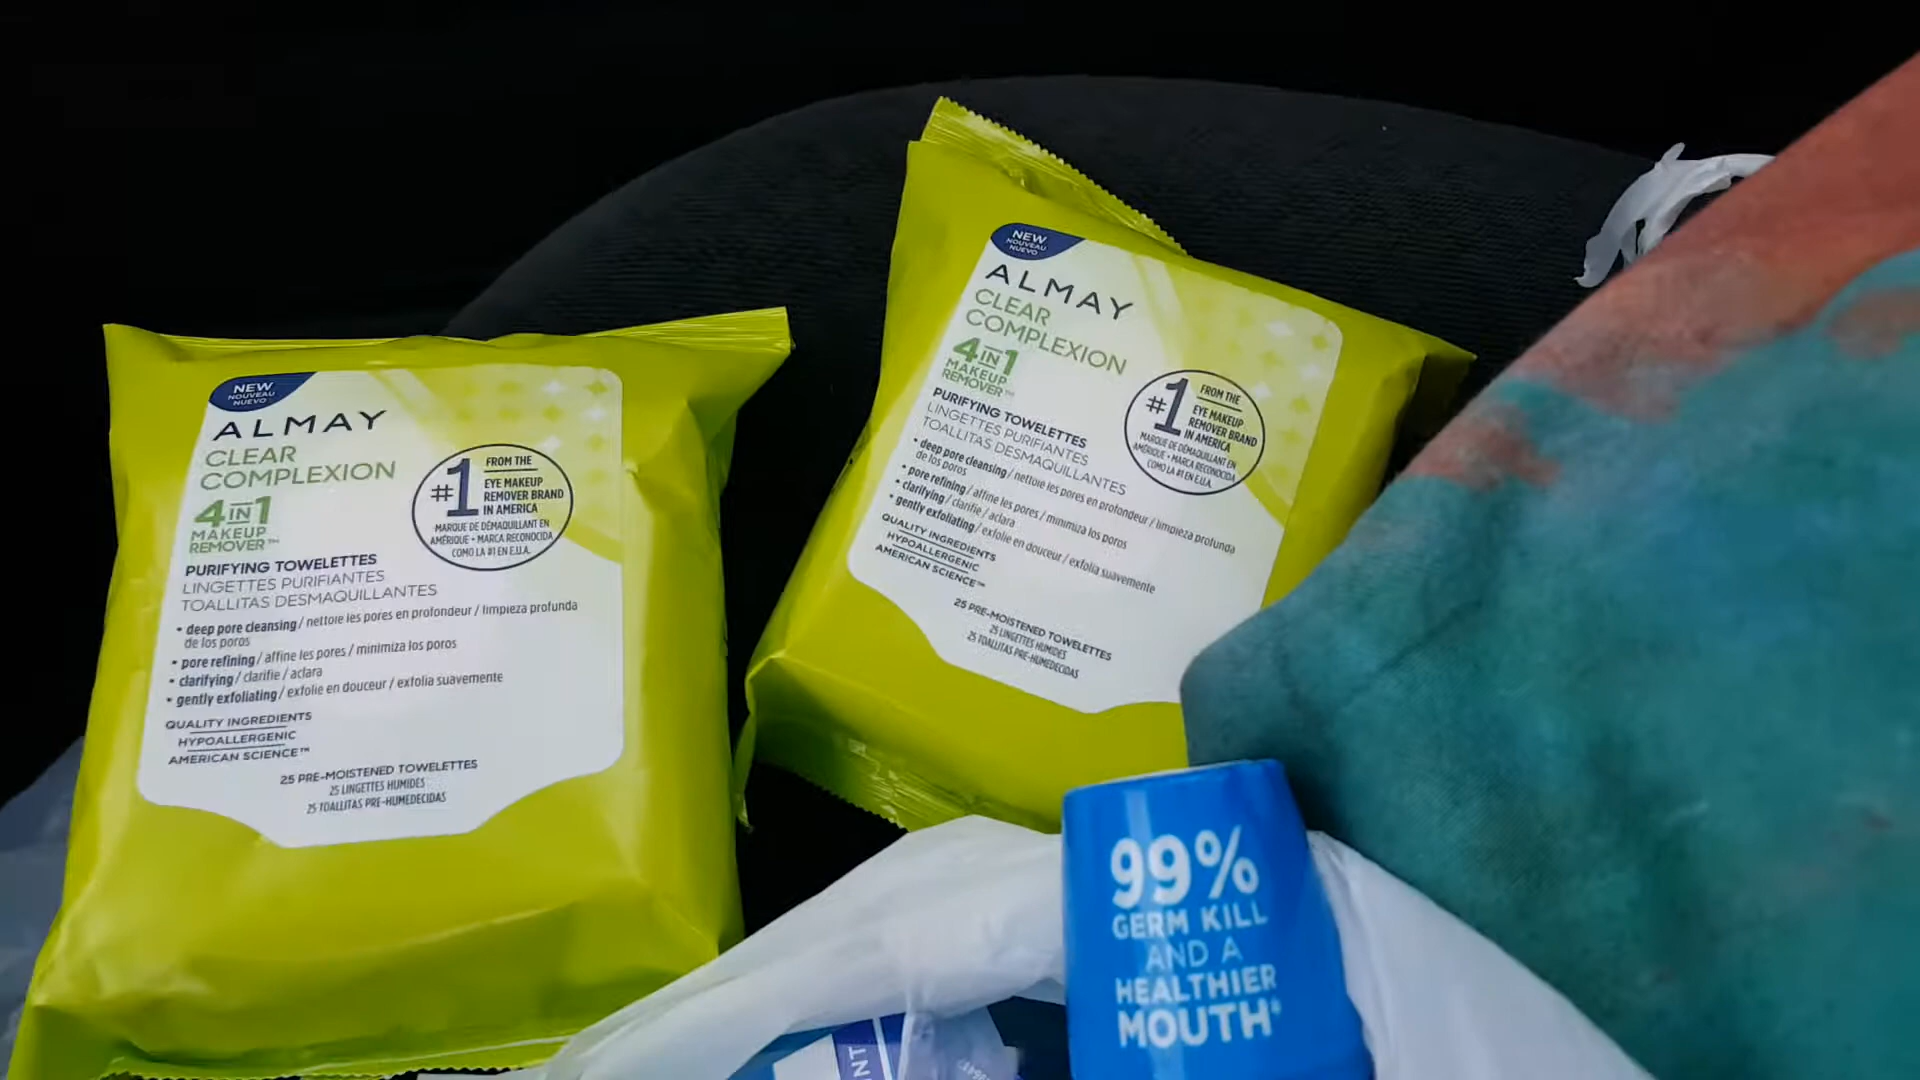 NEW
NOUVEAU
NUEVO
ALMAY
CLEAR
COMPLEXION
4IN1
MAKEUP
REMOVER™
#1 FROM THE
EYE MAKEUP
REMOVER BRAND
IN AMERICA
MARQUE DE DÉMAQUILLANT EN
AMÉRIQUE • MARCA RECONOCIDA
COMO LA #1 EN E.U.A.
PURIFYING TOWELETTES
LINGETTES PURIFIANTES
TOALLITAS DESMAQUILLANTES
• deep pore cleansing / nettoie les pores en profondeur / limpieza profunda
de los poros
• pore refining / affine les pores / minimiza los poros
• clarifying / clarifie / aclara
• gently exfoliating / exfolie en douceur / exfolia suavemente
QUALITY INGREDIENTS
HYPOALLERGENIC
AMERICAN SCIENCE™
25 PRE-MOISTENED TOWELETTES
25 LINGETTES HUMIDES
25 TOALLITAS PRE-HUMEDECIDAS
NEW
NOUVEAU
NUEVO
ALMAY
CLEAR
COMPLEXION
4IN1
MAKEUP
REMOVER™
#1 FROM THE
EYE MAKEUP
REMOVER BRAND
IN AMERICA
MARQUE DE DÉMAQUILLANT EN
AMÉRIQUE • MARCA RECONOCIDA
COMO LA #1 EN E.U.A.
PURIFYING TOWELETTES
LINGETTES PURIFIANTES
TOALLITAS DESMAQUILLANTES
• deep pore cleansing / nettoie les pores en profondeur / limpieza profunda
de los poros
• pore refining / affine les pores / minimiza los poros
• clarifying / clarifie / aclara
• gently exfoliating / exfolie en douceur / exfolia suavemente
QUALITY INGREDIENTS
HYPOALLERGENIC
AMERICAN SCIENCE™
25 PRE-MOISTENED TOWELETTES
25 LINGETTES HUMIDES
25 TOALLITAS PRE-HUMEDECIDAS
99%
GERM KILL
AND A
HEALTHIER
MOUTH*